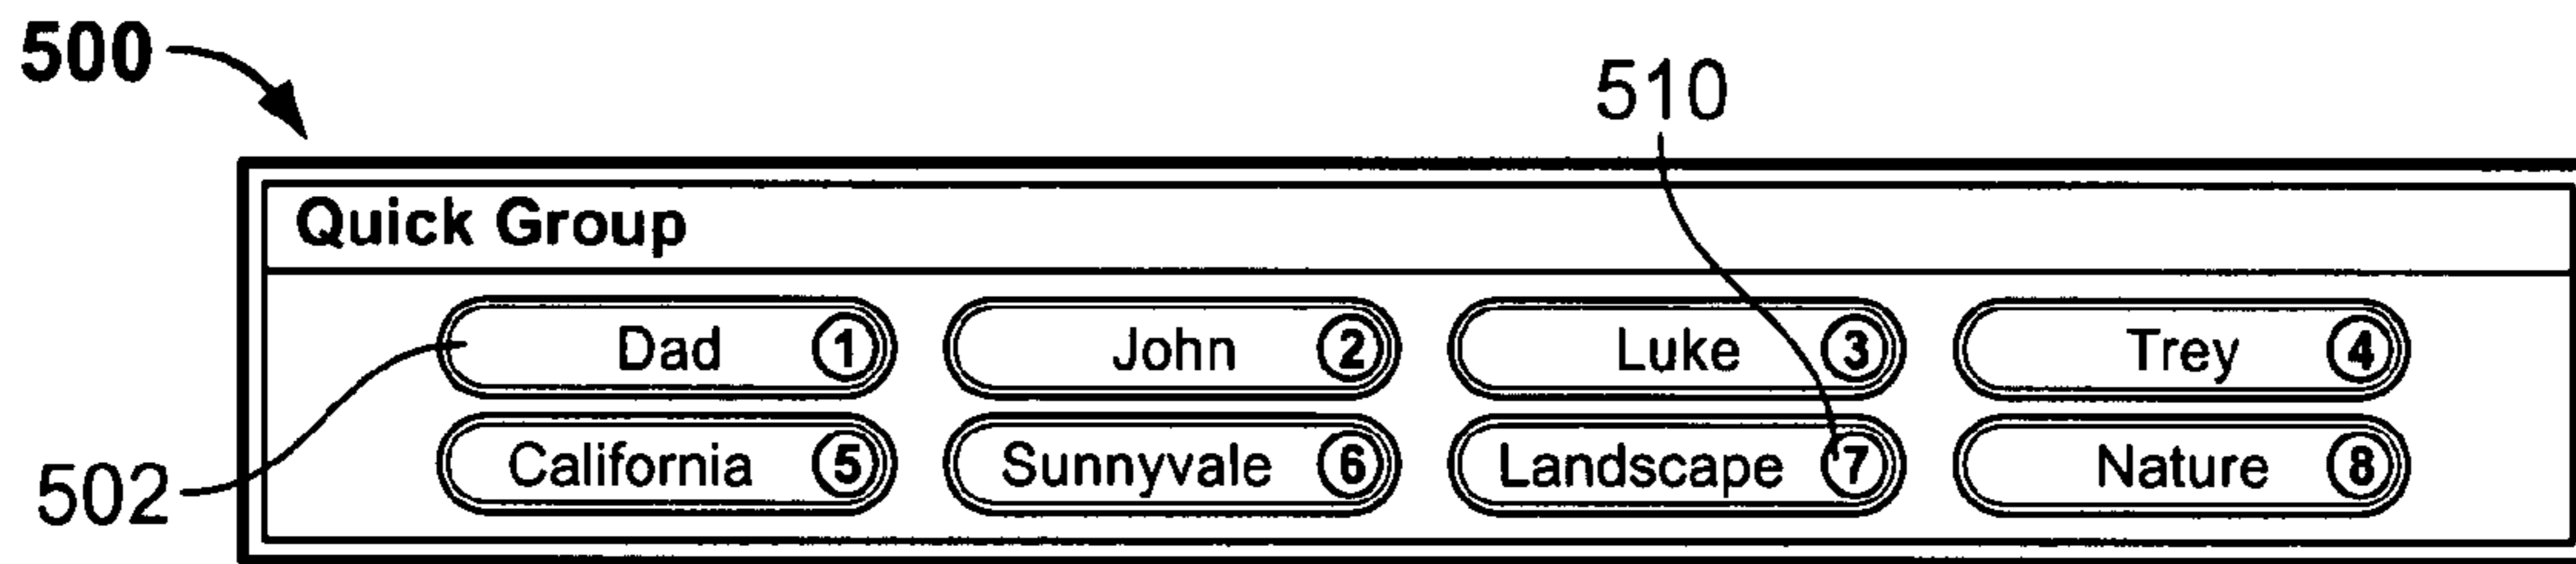 500
510
Quick Group
Dad 1 John 2 Luke 3 Trey 4
California 5 Sunnyvale 6 Landscape 7 Nature 8
502